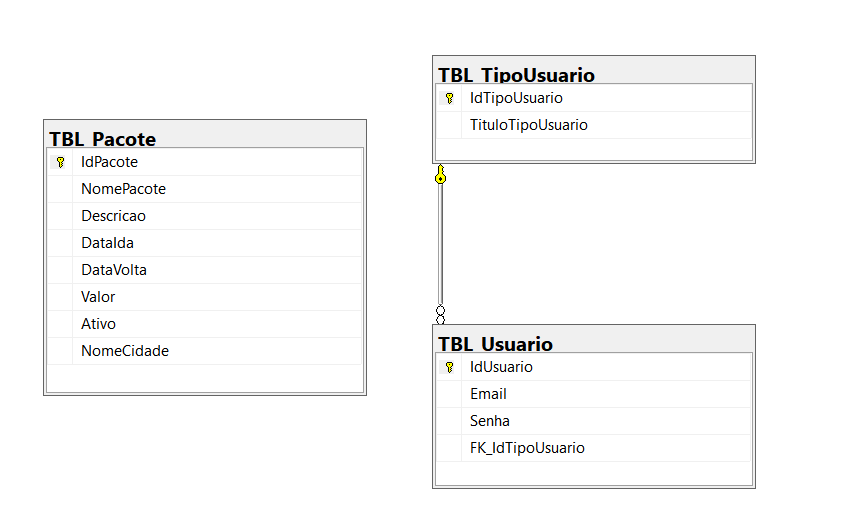 TBL_Pacote
IdPacote
NomePacote
Descricao
DataIda
DataVolta
Valor
Ativo
NomeCidade
TBL_TipoUsuario
IdTipoUsuario
TituloTipoUsuario
TBL_Usuario
IdUsuario
Email
Senha
FK_IdTipoUsuario